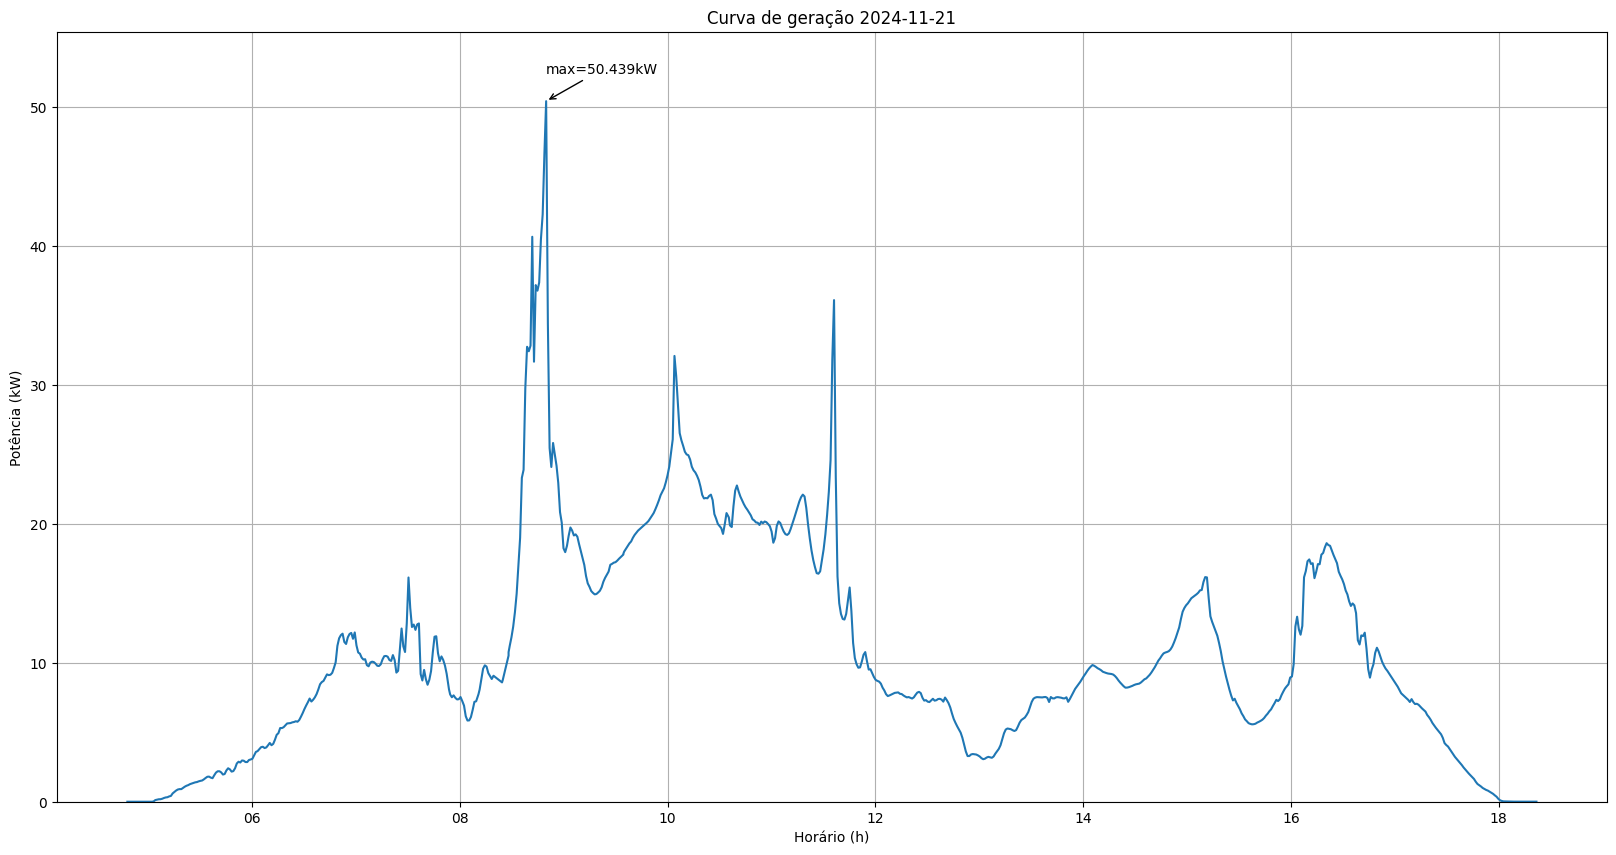 Curva de geração 2024-11-21
max=50.439kW
50
40
30
20
10
0
Potência (kW)
06 08 10 12 14 16 18
Horário (h)